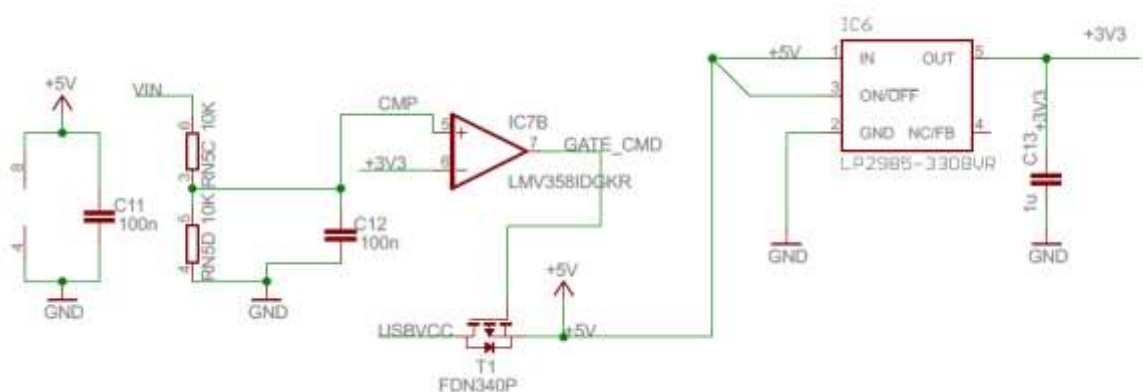 IC6
+5V
1
IN
OUT
5
+3V3
3
ON/OFF
2
GND
NC/FB
4
LP2985-33DBVR
+3V3
C13
1u
GND
GND
+5V
8
4
C11
100n
GND
VIN
6
10K
3
RN5C
5
10K
4
RN5D
GND
CMP
5
+3V3
6
IC7B
7
GATE_CMD
LMV358IDGKR
C12
100n
+5V
USBVCC
+5V
T1
FDN340P